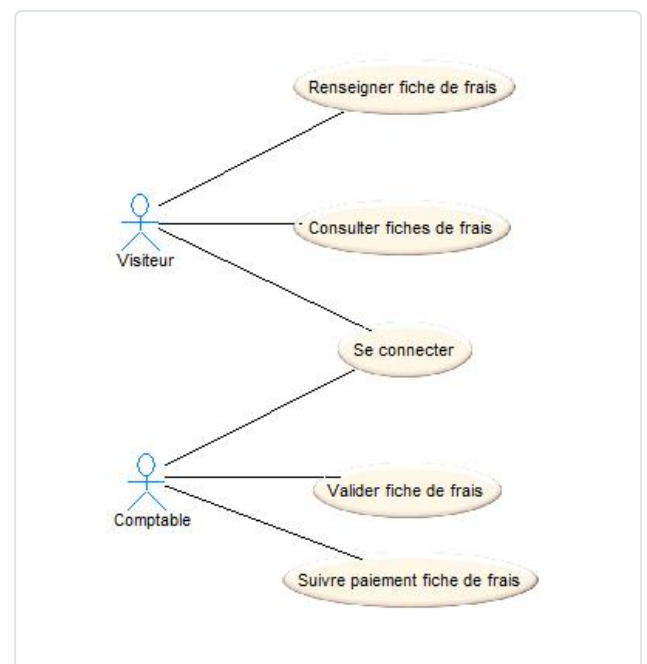 Renseigner fiche de frais
Consulter fiches de frais
Visiteur
Se connecter
Valider fiche de frais
Comptable
Suivre paiement fiche de frais